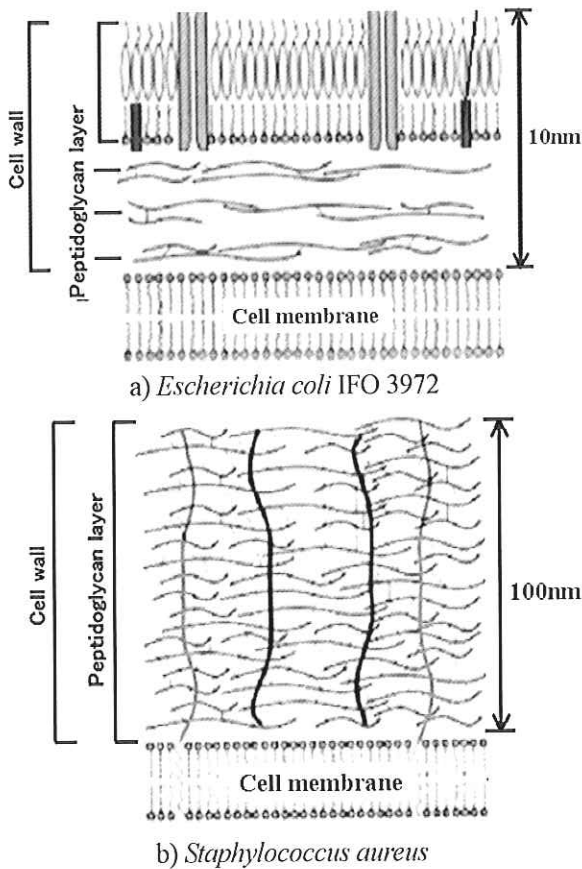 Cell wall
Peptidoglycan layer
10nm
Cell membrane
a) Escherichia coli IFO 3972
Cell wall
Peptidoglycan layer
100nm
Cell membrane
b) Staphylococcus aureus